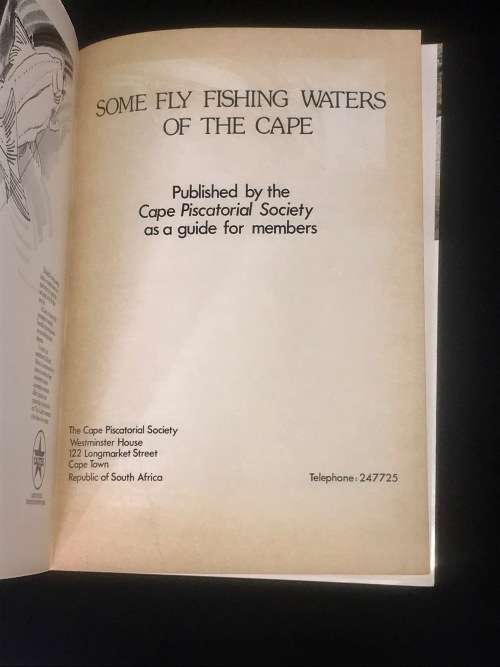 SOME FLY FISHING WATERS
OF THE CAPE
Published by the
Cape Piscatorial Society
as a guide for members
The Cape Piscatorial Society
Westminster House
122 Longmarket Street
Cape Town
Republic of South Africa
Telephone: 247725